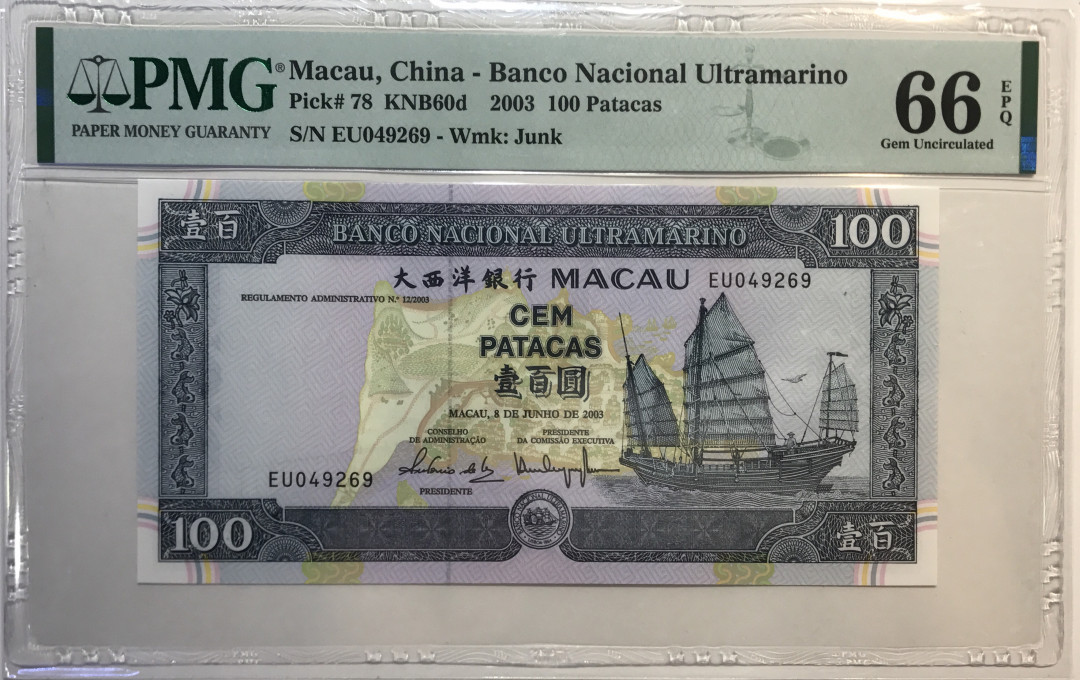 PMG®
PAPER MONEY GUARANTY
Macau, China - Banco Nacional Ultramarino
Pick# 78 KNB60d 2003 100 Patacas
S/N EU049269 - Wmk: Junk
66
EPQ
Gem Uncirculated
壹百
BANCO NACIONAL ULTRAMARINO
100
大西洋銀行 MACAU EU049269
REGULAMENTO ADMINISTRATIVO N.º 12/2003
CEM
PATACAS
壹百圓
MACAU, 8 DE JUNHO DE 2003
CONSELHO
DE ADMINISTRAÇÃO
PRESIDENTE
DA COMISSÃO EXECUTIVA
EU049269
PRESIDENTE
100
壹百